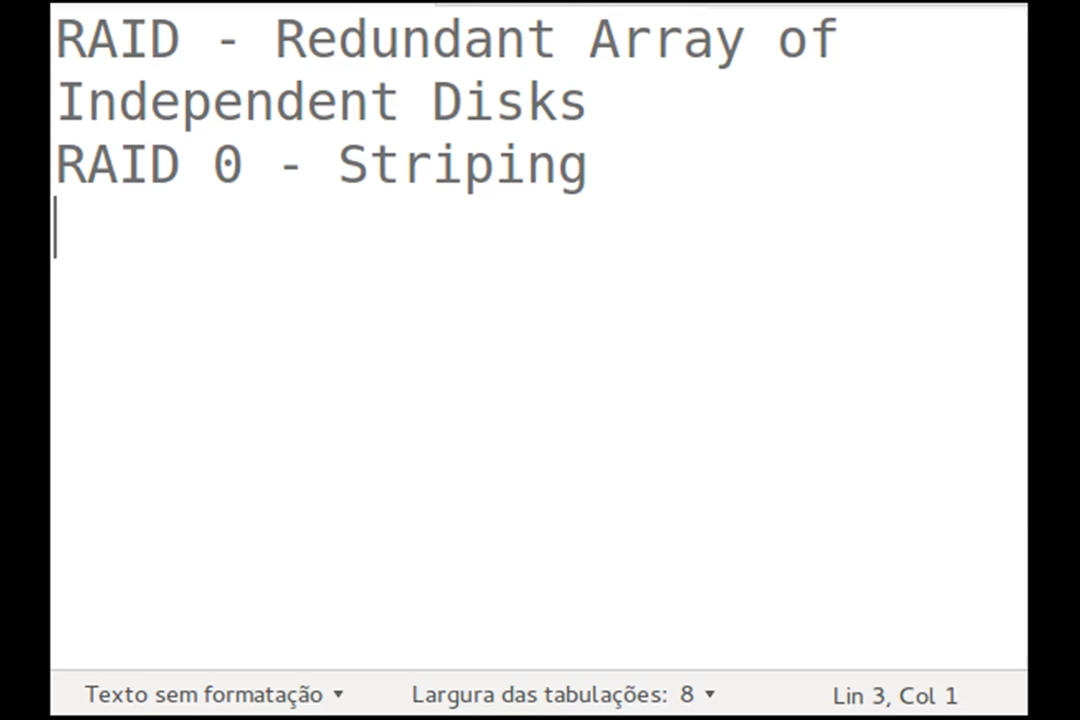 RAID - Redundant Array of
Independent Disks
RAID 0 - Striping
Texto sem formatação ▾ Largura das tabulações: 8 ▾ Lin 3, Col 1